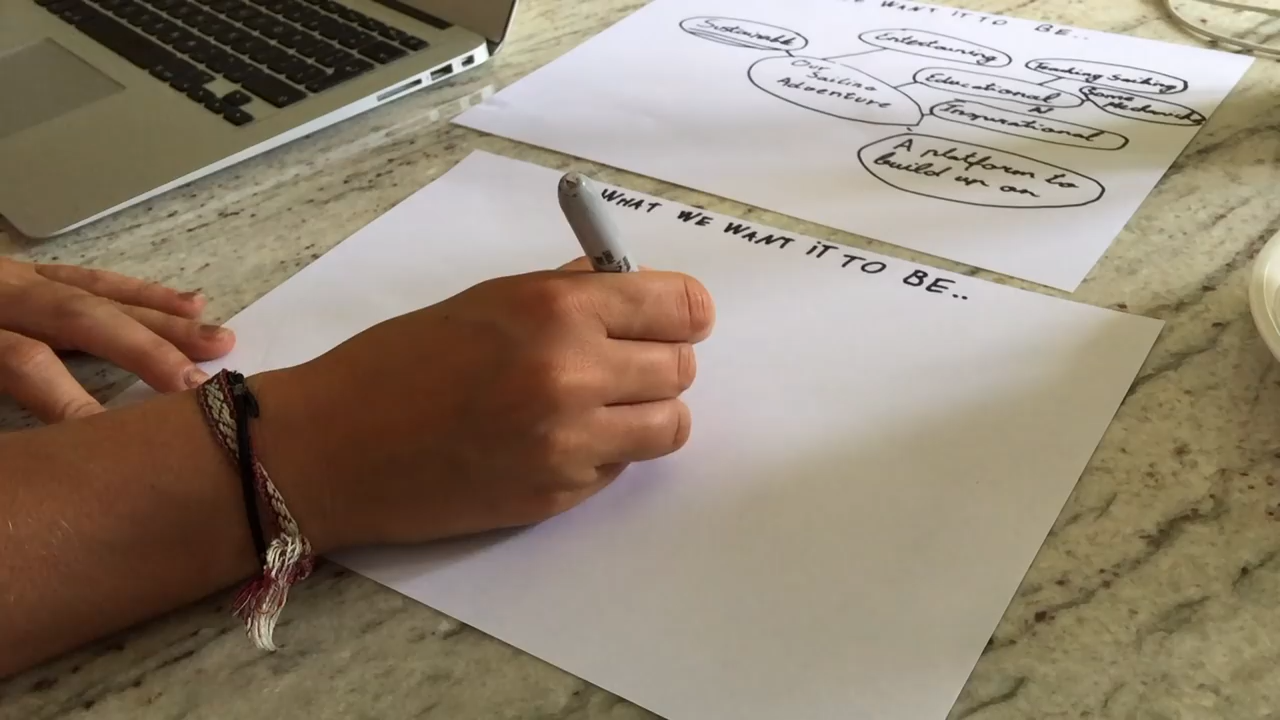 WE WANT IT TO BE..
Sustainable
Entertaining
Our
Sailing
Adventure
Educational
Teaching Sailing
Some
Mechanics
N
Inspirational
A platform to
build up on
WHAT WE WANT IT TO BE..